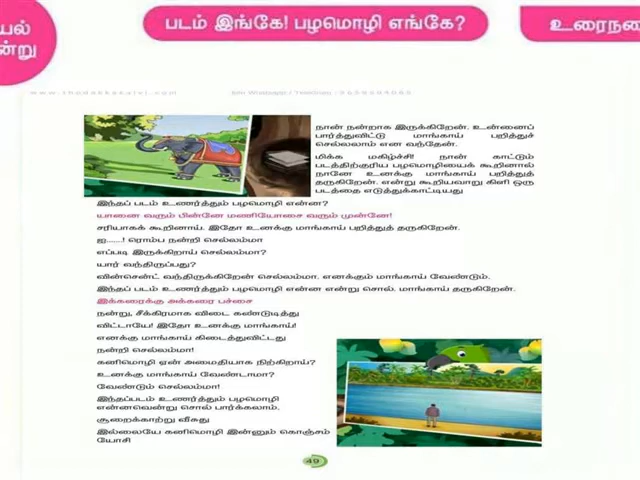 யல்
ன்று
படம் இங்கே! பழமொழி எங்கே?
உரைநடை
நான் நன்றாக இருக்கிறேன். உன்னைப்
பார்த்துவிட்டு மாங்காய் பறித்துச்
செல்லலாம் என வந்தேன்.
மிக்க மகிழ்ச்சி! நான் காட்டும்
படத்திற்குரிய பழமொழியைக் கூறினால்
நானே உனக்கு மாங்காய் பறித்துத்
தருகிறேன். என்று கூறியவாறு கிளி ஒரு
படத்தை எடுத்துக்காட்டியது
இந்தப் படம் உணர்த்தும் பழமொழி என்ன?
யானை வரும் பின்னே மணியோசை வரும் முன்னே!
சரியாகக் கூறினாய். இதோ உனக்கு மாங்காய் பறித்துத் தருகிறேன்.
ஐ......! ரொம்ப நன்றி செல்லம்மா
எப்படி இருக்கிறாய் செல்லம்மா?
யார் வந்திருப்பது?
வின்சென்ட் வந்திருக்கிறேன் செல்லம்மா. எனக்கும் மாங்காய் வேண்டும்.
இந்தப் படம் உணர்த்தும் பழமொழி என்ன என்று சொல். மாங்காய் தருகிறேன்.
இக்கரைக்கு அக்கரை பச்சை
நன்று, சீக்கிரமாக விடை கண்டுபிடித்து
விட்டாயே! இதோ உனக்கு மாங்காய்!
எனக்கு மாங்காய் கிடைத்துவிட்டது
நன்றி செல்லம்மா!
கனிமொழி ஏன் அமைதியாக நிற்கிறாய்?
உனக்கு மாங்காய் வேண்டாமா?
வேண்டும் செல்லம்மா!
இந்தப்படம் உணர்த்தும் பழமொழி
என்னவென்று சொல் பார்க்கலாம்.
சூறைக்காற்று வீசுது
இல்லையே கனிமொழி இன்னும் கொஞ்சம்
யோசி
49